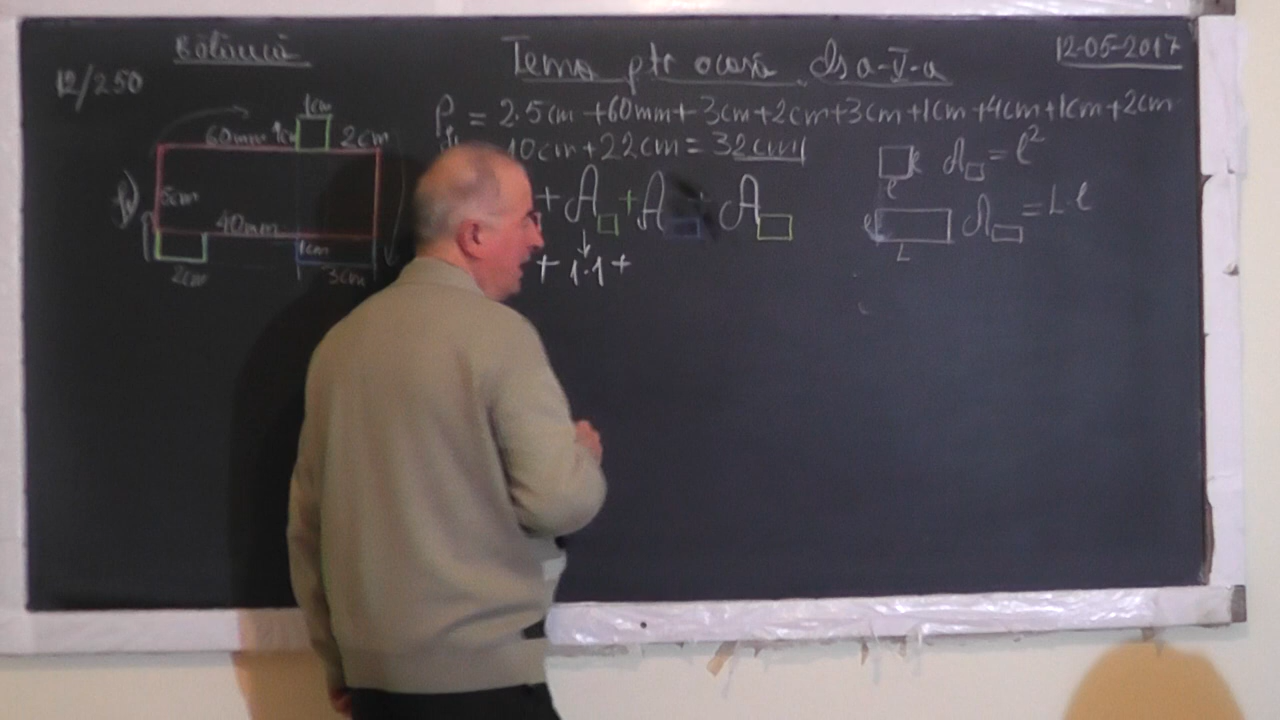 Tema ptr acasă cls a-V-a
12-05-2017
12/250
1cm
60mm 1cm 2cm
5cm
40mm 1cm
2cm 3cm
= 2·5cm+60mm+3cm+2cm+3cm+1cm+4cm+1cm+2cm
10cm+22cm=32cm
l A□=l²
l
+A□+A□+A□
l A▭=L·l
L
+1·1+